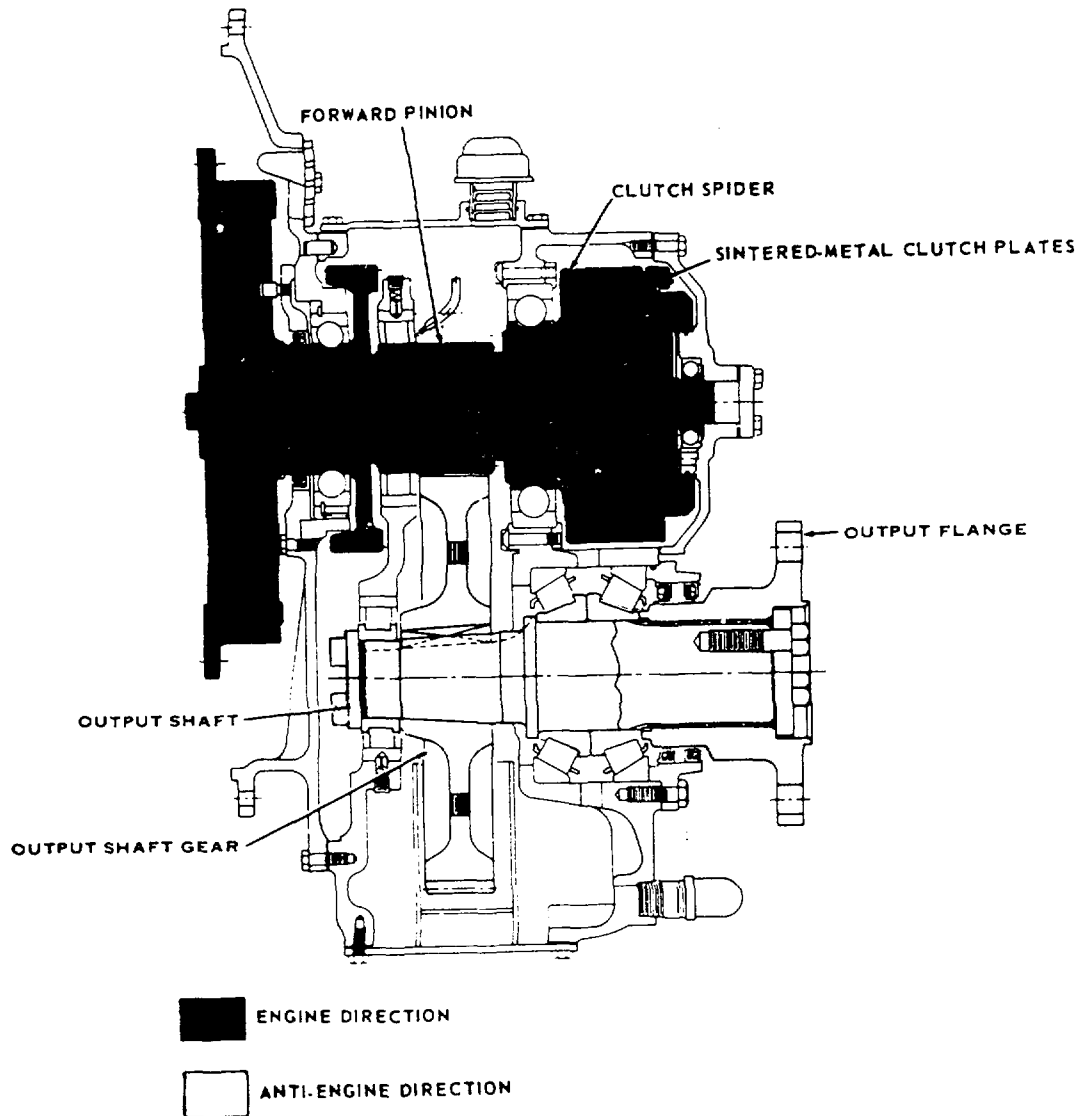 FORWARD PINION
CLUTCH SPIDER
SINTERED-METAL CLUTCH PLATES
OUTPUT FLANGE
OUTPUT SHAFT
OUTPUT SHAFT GEAR
ENGINE DIRECTION
ANTI-ENGINE DIRECTION